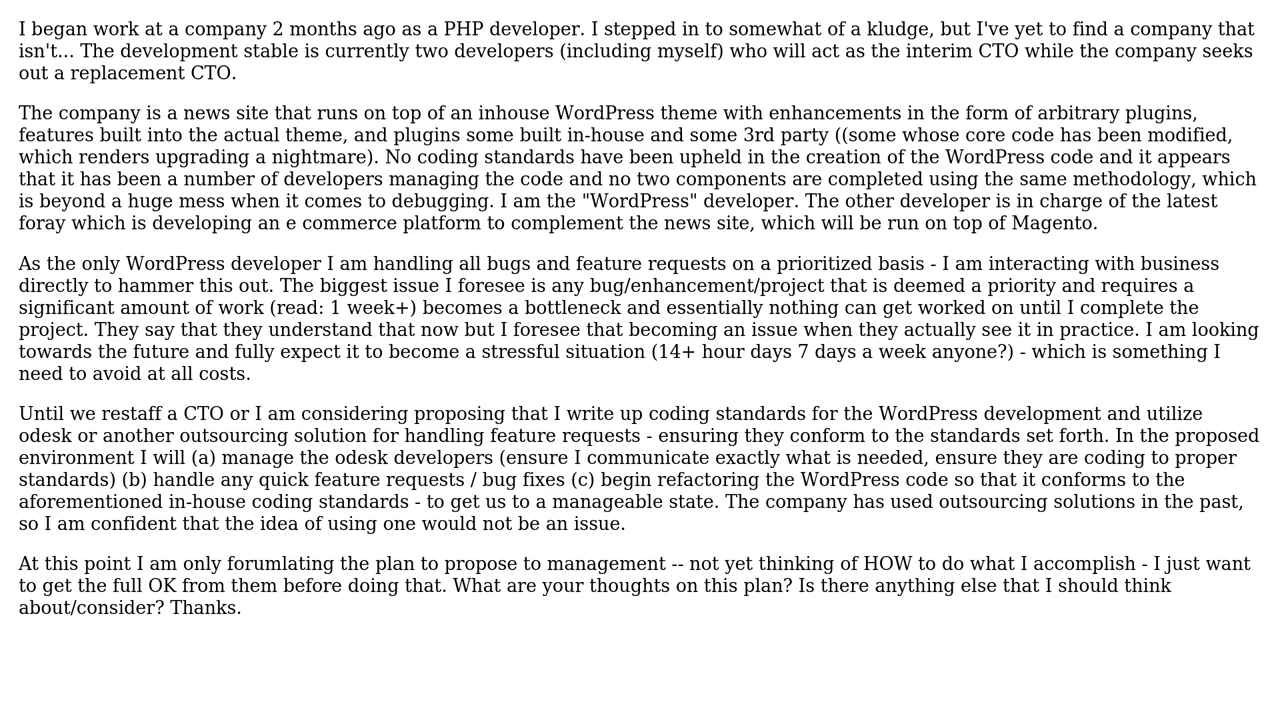 I began work at a company 2 months ago as a PHP developer. I stepped in to somewhat of a kludge, but I've yet to find a company that
isn't... The development stable is currently two developers (including myself) who will act as the interim CTO while the company seeks
out a replacement CTO.
The company is a news site that runs on top of an inhouse WordPress theme with enhancements in the form of arbitrary plugins,
features built into the actual theme, and plugins some built in-house and some 3rd party ((some whose core code has been modified,
which renders upgrading a nightmare). No coding standards have been upheld in the creation of the WordPress code and it appears
that it has been a number of developers managing the code and no two components are completed using the same methodology, which
is beyond a huge mess when it comes to debugging. I am the "WordPress" developer. The other developer is in charge of the latest
foray which is developing an e commerce platform to complement the news site, which will be run on top of Magento.
As the only WordPress developer I am handling all bugs and feature requests on a prioritized basis - I am interacting with business
directly to hammer this out. The biggest issue I foresee is any bug/enhancement/project that is deemed a priority and requires a
significant amount of work (read: 1 week+) becomes a bottleneck and essentially nothing can get worked on until I complete the
project. They say that they understand that now but I foresee that becoming an issue when they actually see it in practice. I am looking
towards the future and fully expect it to become a stressful situation (14+ hour days 7 days a week anyone?) - which is something I
need to avoid at all costs.
Until we restaff a CTO or I am considering proposing that I write up coding standards for the WordPress development and utilize
odesk or another outsourcing solution for handling feature requests - ensuring they conform to the standards set forth. In the proposed
environment I will (a) manage the odesk developers (ensure I communicate exactly what is needed, ensure they are coding to proper
standards) (b) handle any quick feature requests / bug fixes (c) begin refactoring the WordPress code so that it conforms to the
aforementioned in-house coding standards - to get us to a manageable state. The company has used outsourcing solutions in the past,
so I am confident that the idea of using one would not be an issue.
At this point I am only forumlating the plan to propose to management -- not yet thinking of HOW to do what I accomplish - I just want
to get the full OK from them before doing that. What are your thoughts on this plan? Is there anything else that I should think
about/consider? Thanks.